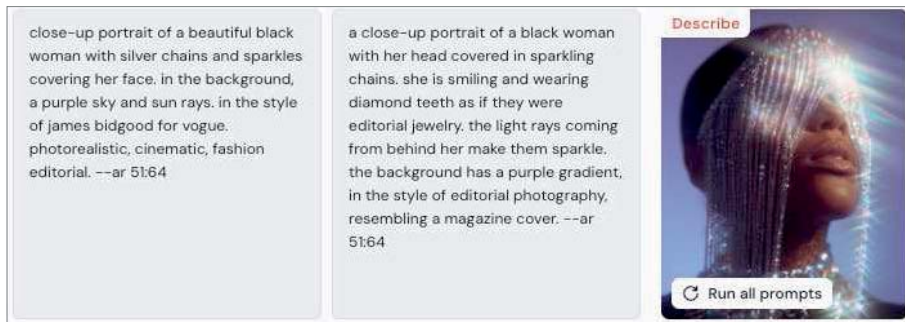 close-up portrait of a beautiful black
woman with silver chains and sparkles
covering her face. in the background,
a purple sky and sun rays. in the style
of james bidgood for vogue.
photorealistic, cinematic, fashion
editorial. --ar 51:64
a close-up portrait of a black woman
with her head covered in sparkling
chains. she is smiling and wearing
diamond teeth as if they were
editorial jewelry. the light rays coming
from behind her make them sparkle.
the background has a purple gradient,
in the style of editorial photography,
resembling a magazine cover. --ar
51:64
Describe
Run all prompts